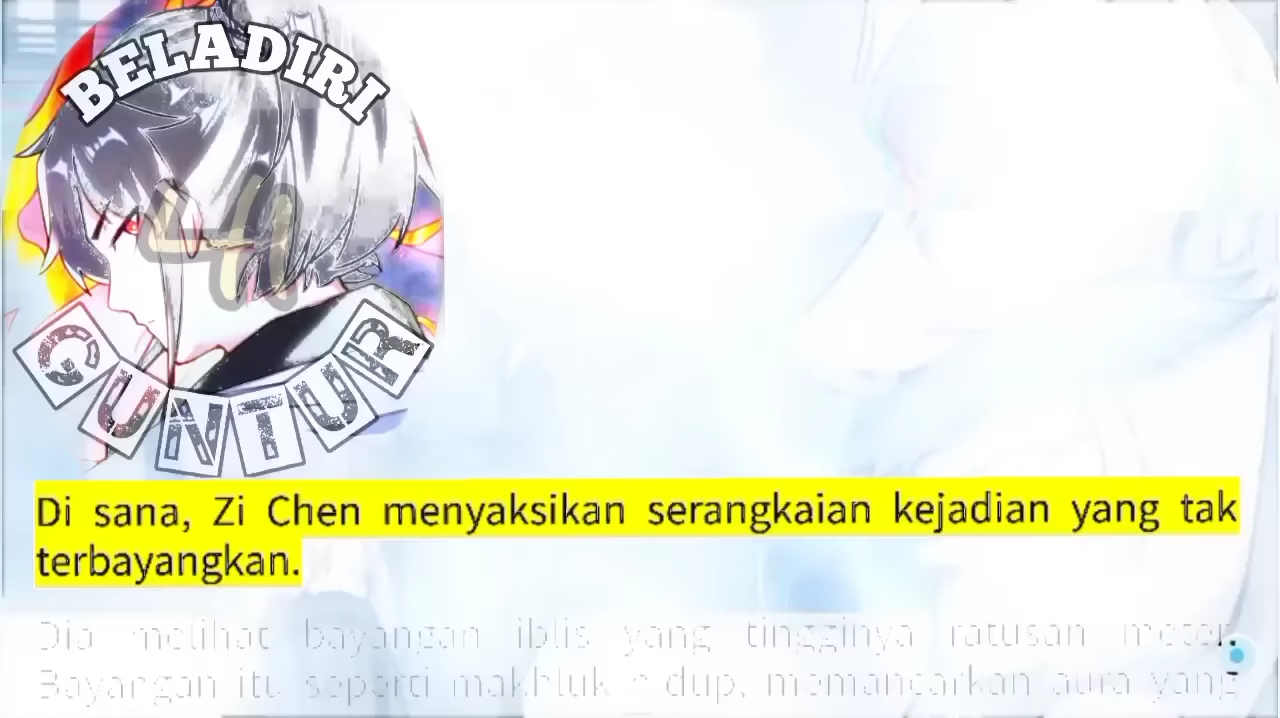 BELADIRI
GUNTUR
Di sana, Zi Chen menyaksikan serangkaian kejadian yang tak
terbayangkan.
Dia melihat bayangan iblis yang tingginya ratusan meter.
Bayangan itu seperti makhluk hidup, memancarkan aura yang